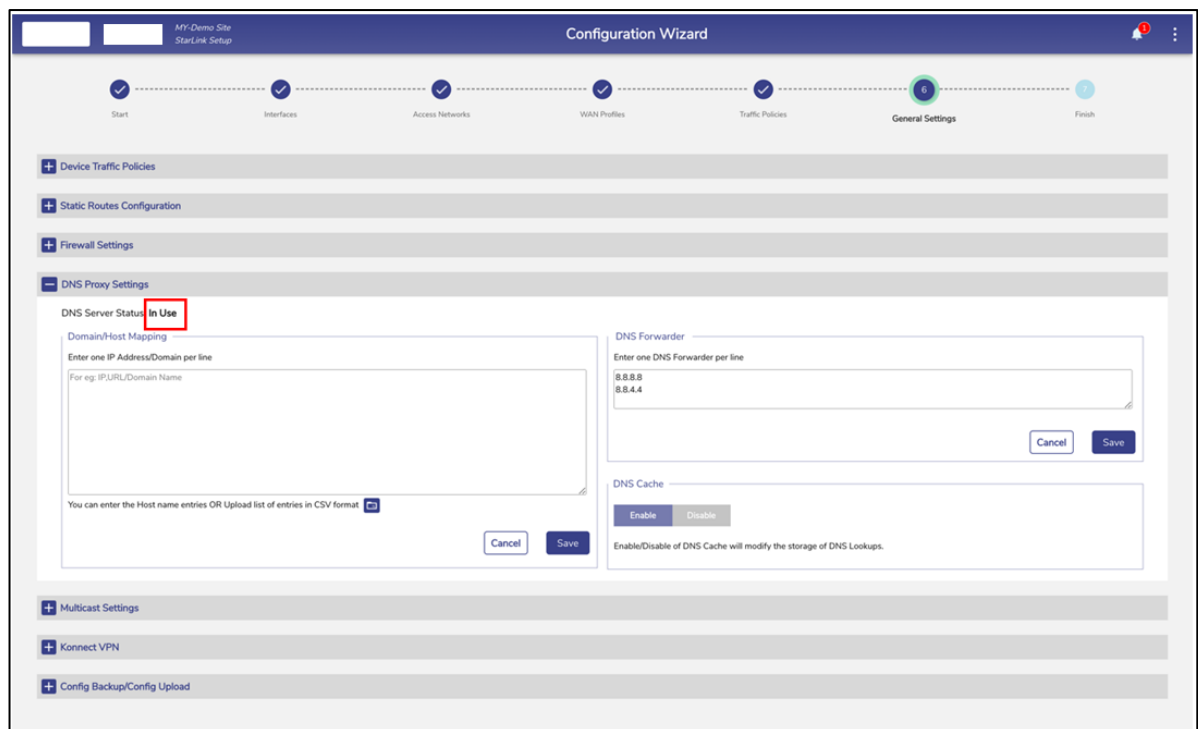 MY-Demo Site
StarLink Setup
Configuration Wizard
1
6
7
Start
Interfaces
Access Networks
WAN Profiles
Traffic Policies
General Settings
Finish
Device Traffic Policies
Static Routes Configuration
Firewall Settings
DNS Proxy Settings
DNS Server Status In Use
Domain/Host Mapping
Enter one IP Address/Domain per line
For eg: IP,URL/Domain Name
You can enter the Host name entries OR Upload list of entries in CSV format
Cancel
Save
DNS Forwarder
Enter one DNS Forwarder per line
8.8.8.8
8.8.4.4
Cancel
Save
DNS Cache
Enable
Disable
Enable/Disable of DNS Cache will modify the storage of DNS Lookups.
Multicast Settings
Konnect VPN
Config Backup/Config Upload